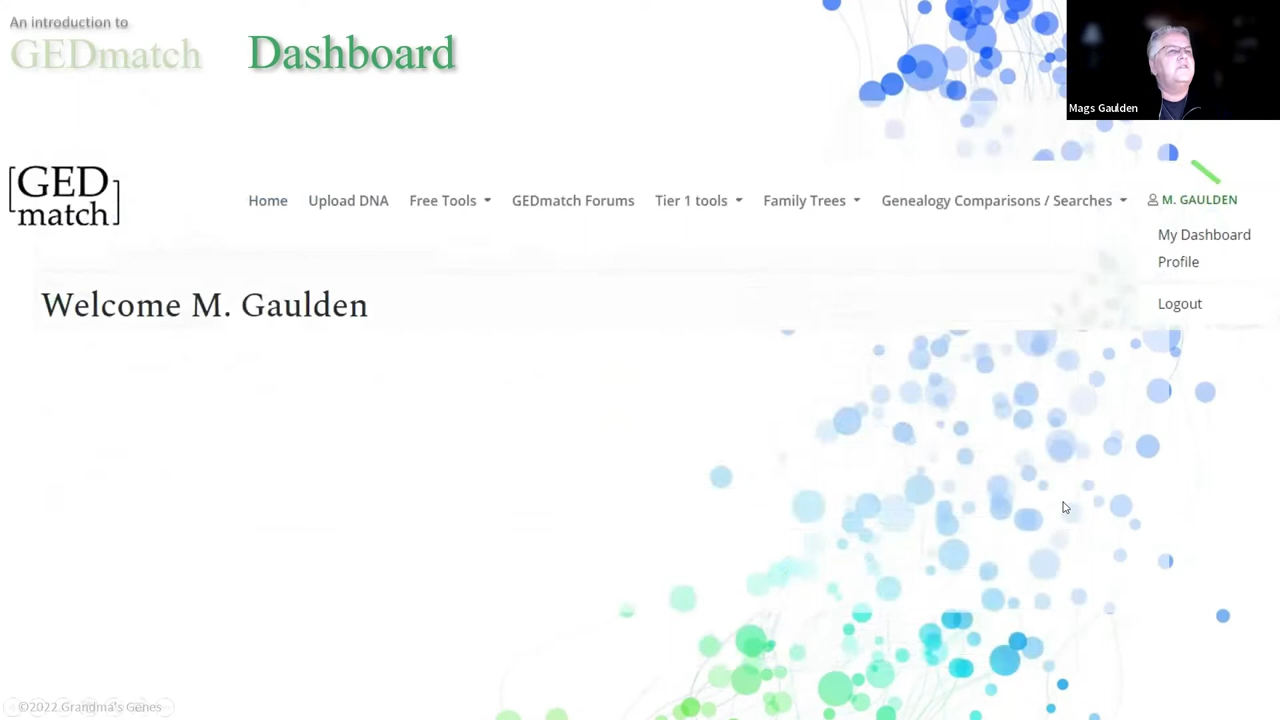 An introduction to
GEDmatch
Dashboard
Mags Gaulden
[GED
match]
Home Upload DNA Free Tools GEDmatch Forums Tier 1 tools Family Trees Genealogy Comparisons / Searches M. GAULDEN
My Dashboard
Profile
Logout
Welcome M. Gaulden
©2022 Grandma's Genes